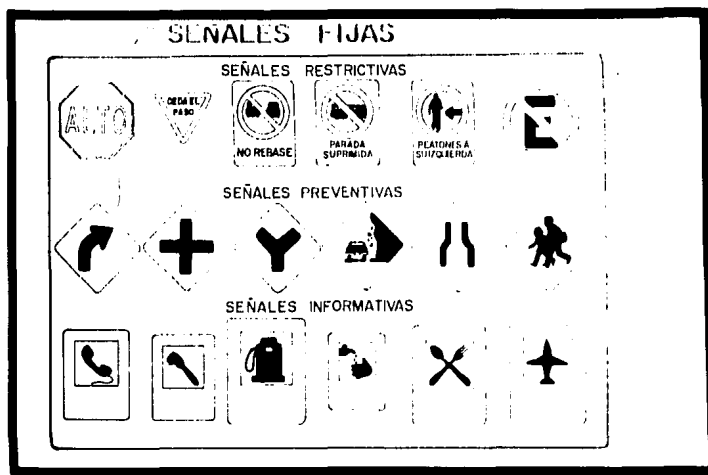 SEÑALES FIJAS
SEÑALES RESTRICTIVAS
ALTO
CEDA EL
PASO
NO REBASE
PARADA
SUPRIMIDA
PEATONES A
SU IZQUIERDA
E
SEÑALES PREVENTIVAS
SEÑALES INFORMATIVAS